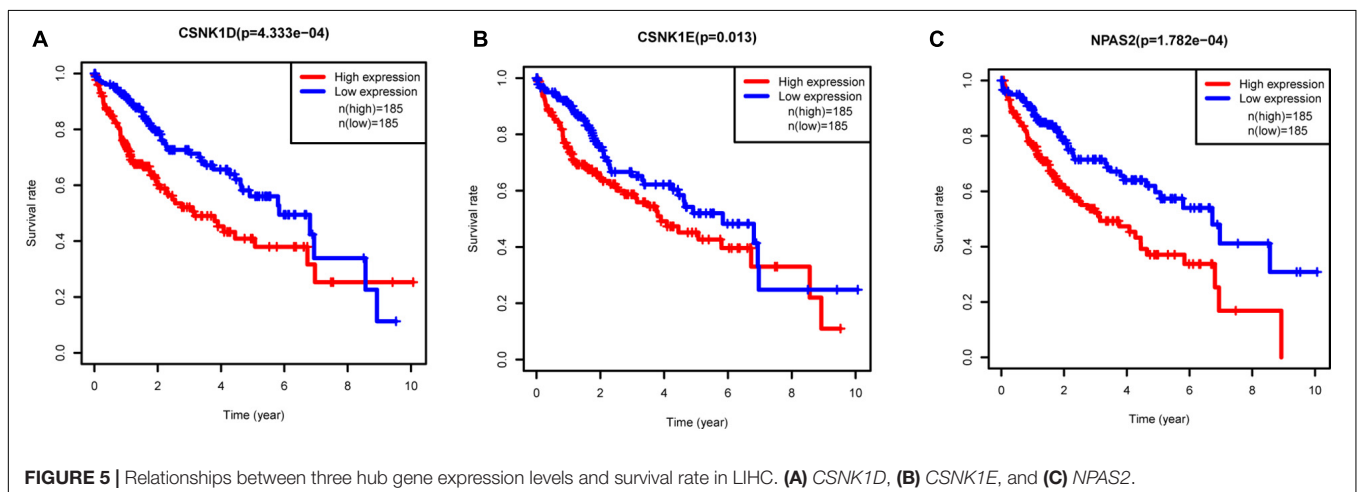 A
CSNK1D(p=4.333e−04)
High expression
Low expression
n(high)=185
n(low)=185
Survival rate
1.0
0.8
0.6
0.4
0.2
0.0
0 2 4 6 8 10
Time (year)
B
CSNK1E(p=0.013)
High expression
Low expression
n(high)=185
n(low)=185
Survival rate
1.0
0.8
0.6
0.4
0.2
0.0
0 2 4 6 8 10
Time (year)
C
NPAS2(p=1.782e−04)
High expression
Low expression
n(high)=185
n(low)=185
Survival rate
1.0
0.8
0.6
0.4
0.2
0.0
0 2 4 6 8 10
Time (year)
FIGURE 5 | Relationships between three hub gene expression levels and survival rate in LIHC. (A) CSNK1D, (B) CSNK1E, and (C) NPAS2.